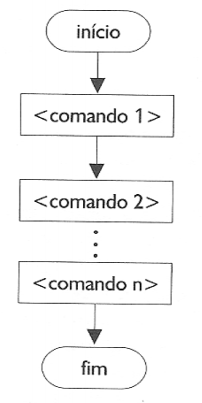 início
<comando 1>
<comando 2>
<comando n>
fim